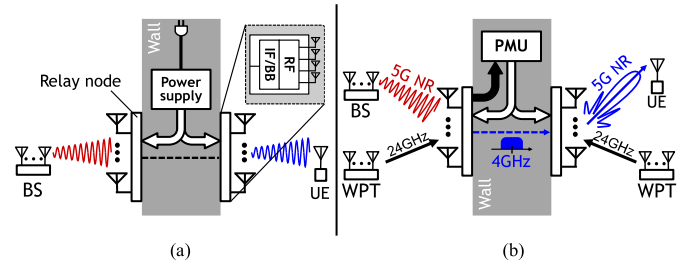 Wall
Relay node
Power
supply
IF/BB
RF
BS
UE
(a)
PMU
5G NR
BS
24GHz
WPT
4GHz
Wall
5G NR
UE
24GHz
WPT
(b)